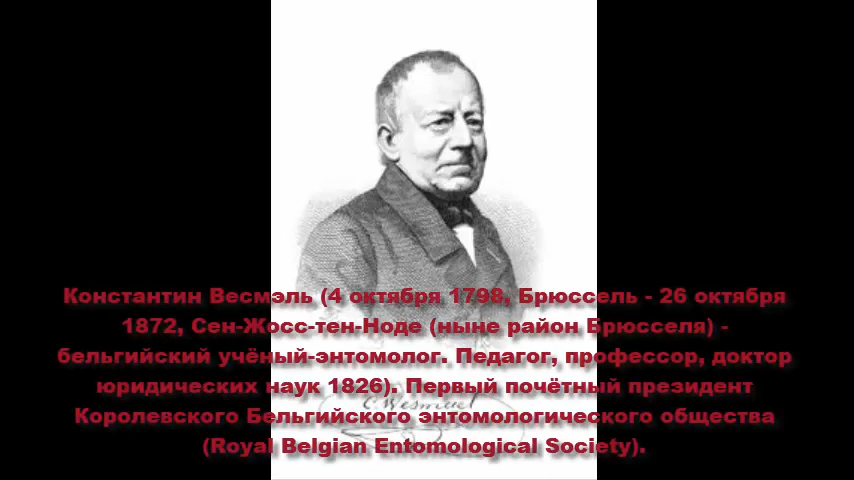 Константин Весмэль (4 октября 1798, Брюссель - 26 октября
1872, Сен-Жосс-тен-Ноде (ныне район Брюсселя) -
бельгийский учёный-энтомолог. Педагог, профессор, доктор
юридических наук 1826). Первый почётный президент
C. Wesmael
Королевского Бельгийского энтомологического общества
(Royal Belgian Entomological Society).